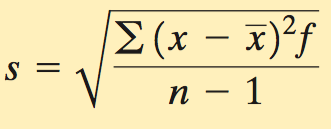 s = √(Σ(x − x̄)²f / (n − 1))